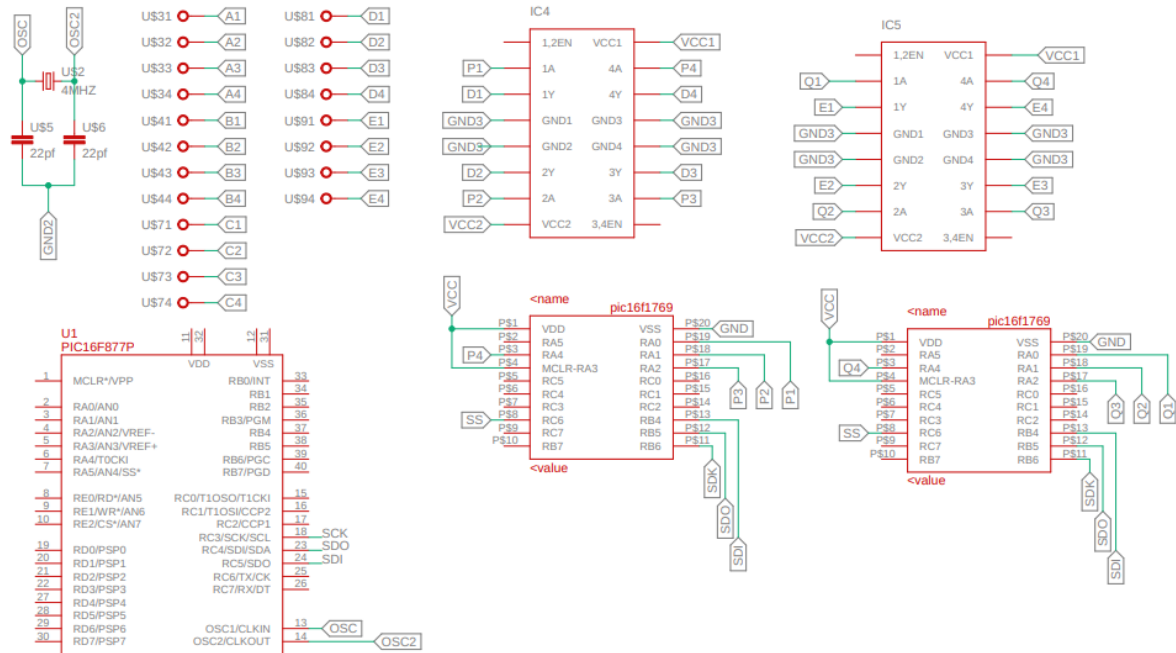 OSC
OSC2
U$2
4MHZ
U$5
U$6
22pf
22pf
GND2
U$31 A1
U$32 A2
U$33 A3
U$34 A4
U$41 B1
U$42 B2
U$43 B3
U$44 B4
U$71 C1
U$72 C2
U$73 C3
U$74 C4
U$81 D1
U$82 D2
U$83 D3
U$84 D4
U$91 E1
U$92 E2
U$93 E3
U$94 E4
IC4
1,2EN VCC1 VCC1
P1 1A 4A P4
D1 1Y 4Y D4
GND3 GND1 GND3 GND3
GND3 GND2 GND4 GND3
D2 2Y 3Y D3
P2 2A 3A P3
VCC2 VCC2 3,4EN
IC5
1,2EN VCC1 VCC1
Q1 1A 4A Q4
E1 1Y 4Y E4
GND3 GND1 GND3 GND3
GND3 GND2 GND4 GND3
E2 2Y 3Y E3
Q2 2A 3A Q3
VCC2 VCC2 3,4EN
U1
PIC16F877P
11 32 12 31
VDD VSS
1 MCLR*/VPP RB0/INT 33
RB1 34
2 RA0/AN0 RB2 35
3 RA1/AN1 RB3/PGM 36
4 RA2/AN2/VREF- RB4 37
5 RA3/AN3/VREF+ RB5 38
6 RA4/T0CKI RB6/PGC 39
7 RA5/AN4/SS* RB7/PGD 40
8 RE0/RD*/AN5 RC0/T1OSO/T1CKI 15
9 RE1/WR*/AN6 RC1/T1OSI/CCP2 16
10 RE2/CS*/AN7 RC2/CCP1 17
RC3/SCK/SCL 18 SCK
19 RD0/PSP0 RC4/SDI/SDA 23 SDO
20 RD1/PSP1 RC5/SDO 24 SDI
21 RD2/PSP2 RC6/TX/CK 25
22 RD3/PSP3 RC7/RX/DT 26
27 RD4/PSP4
28 RD5/PSP5
29 RD6/PSP6 OSC1/CLKIN 13 OSC
30 RD7/PSP7 OSC2/CLKOUT 14 OSC2
VCC
<name
pic16f1769
P$1 VDD VSS P$20 GND
P$2 RA5 RA0 P$19
P4 P$3 RA4 RA1 P$18
P$4 MCLR-RA3 RA2 P$17
P$5 RC5 RC0 P$16
P$6 RC4 RC1 P$15
P$7 RC3 RC2 P$14
SS P$8 RC6 RB4 P$13
P$9 RC7 RB5 P$12
P$10 RB7 RB6 P$11
<value
P3
P2
P1
SDK
SDO
SDI
VCC
<name
pic16f1769
P$1 VDD VSS P$20 GND
P$2 RA5 RA0 P$19
Q4 P$3 RA4 RA1 P$18
P$4 MCLR-RA3 RA2 P$17
P$5 RC5 RC0 P$16
P$6 RC4 RC1 P$15
P$7 RC3 RC2 P$14
SS P$8 RC6 RB4 P$13
P$9 RC7 RB5 P$12
P$10 RB7 RB6 P$11
<value
Q3
Q2
Q1
SDK
SDO
SDI